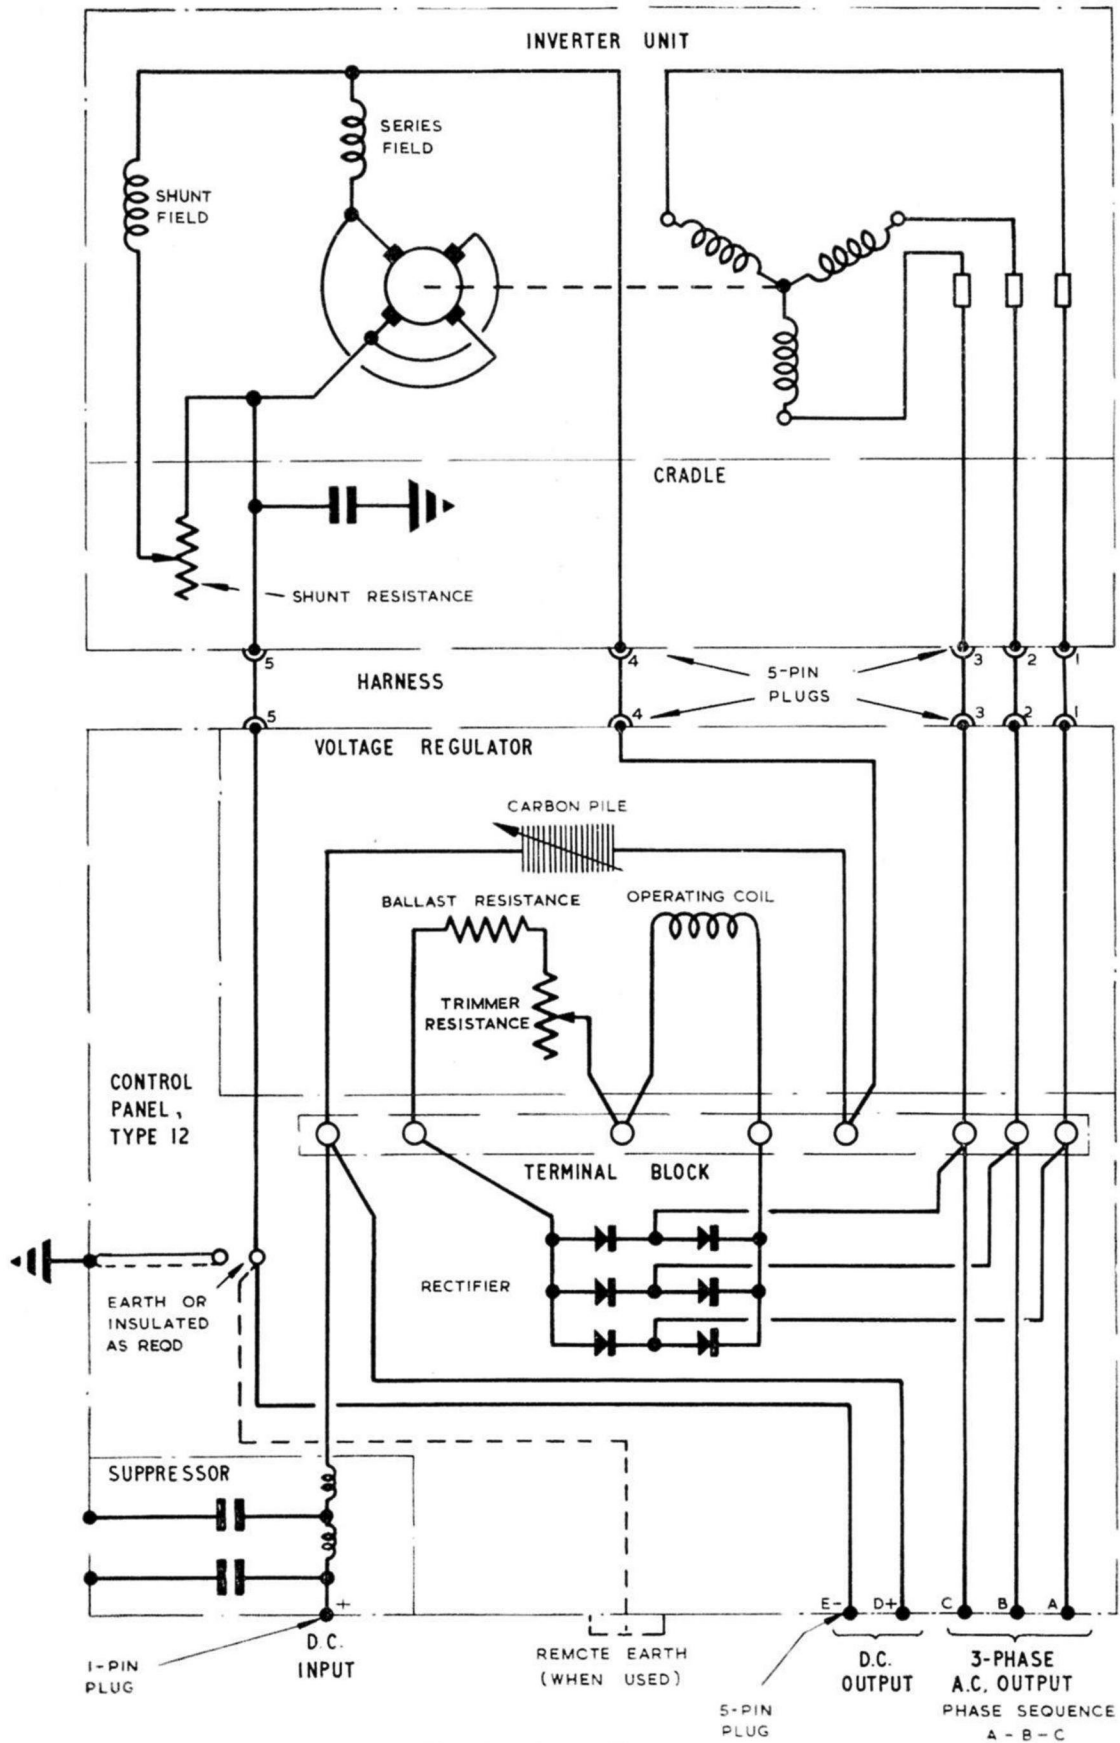 INVERTER UNIT
SERIES
FIELD
SHUNT
FIELD
CRADLE
SHUNT RESISTANCE
5
4
3
2
1
HARNESS
5-PIN
PLUGS
5
4
3
2
1
VOLTAGE REGULATOR
CARBON PILE
BALLAST RESISTANCE
OPERATING COIL
TRIMMER
RESISTANCE
CONTROL
PANEL,
TYPE 12
TERMINAL BLOCK
RECTIFIER
EARTH OR
INSULATED
AS REQD
SUPPRESSOR
+
E-
D+
C
B
A
D.C.
INPUT
1-PIN
PLUG
REMOTE EARTH
(WHEN USED)
5-PIN
PLUG
D.C.
OUTPUT
3-PHASE
A.C. OUTPUT
PHASE SEQUENCE
A-B-C